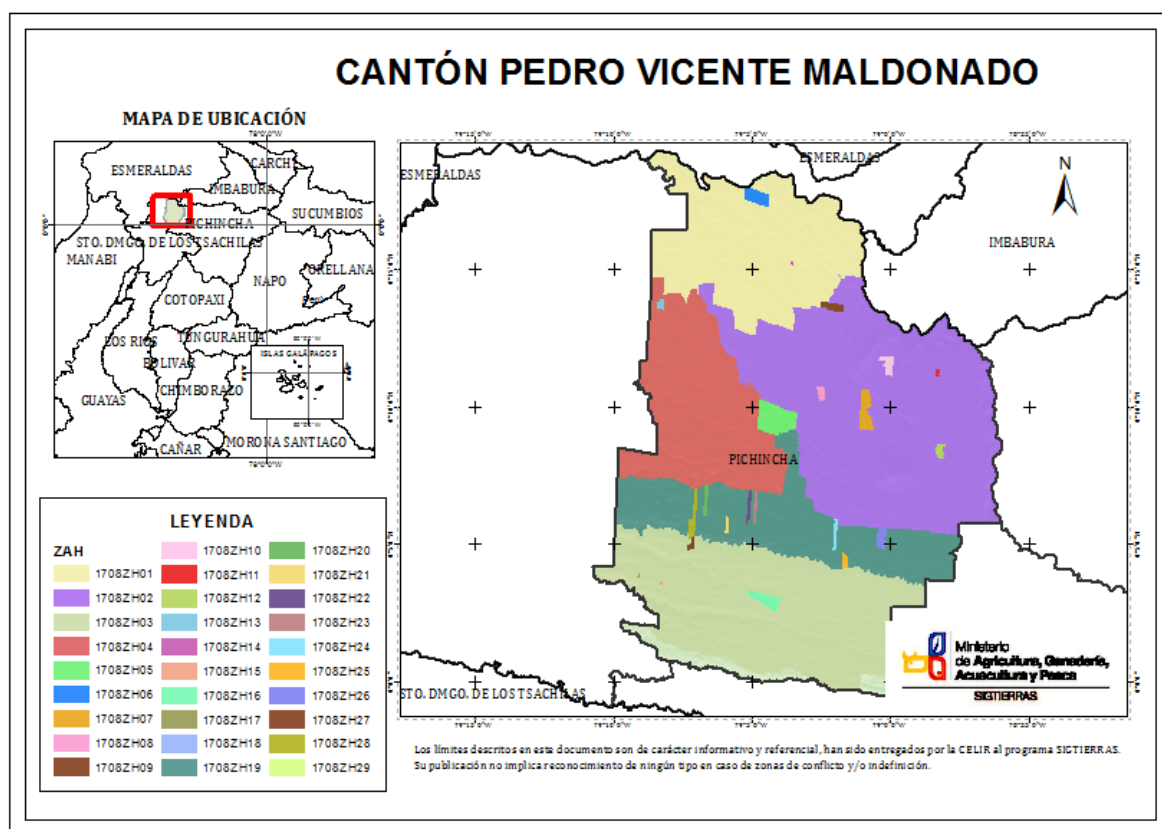 CANTÓN PEDRO VICENTE MALDONADO
MAPA DE UBICACIÓN
ESMERALDAS
CARCHI
IMBABURA
SUCUMBIOS
PICHINCHA
STO. DMGO. DE LOS TSACHILAS
MANABI
NAPO
ORELLANA
COTOPAXI
LOS RIOS
TUNGURAHUA
BOLIVAR
ISLAS GALÁPAGOS
CHIMBORAZO
GUAYAS
MORONA SANTIAGO
CAÑAR
ESMERALDAS
ESMERALDAS
N
IMBABURA
PICHINCHA
STO. DMGO. DE LOS TSACHILAS
Ministerio
de Agricultura, Ganadería,
Acuacultura y Pesca
SIGTIERRAS
LEYENDA
ZAH
1708ZH01
1708ZH02
1708ZH03
1708ZH04
1708ZH05
1708ZH06
1708ZH07
1708ZH08
1708ZH09
1708ZH10
1708ZH11
1708ZH12
1708ZH13
1708ZH14
1708ZH15
1708ZH16
1708ZH17
1708ZH18
1708ZH19
1708ZH20
1708ZH21
1708ZH22
1708ZH23
1708ZH24
1708ZH25
1708ZH26
1708ZH27
1708ZH28
1708ZH29
Los límites descritos en este documento son de carácter informativo y referencial, han sido entregados por la CELIR al programa SIGTIERRAS.
Su publicación no implica reconocimiento de ningún tipo en caso de zonas de conflicto y/o indefinición.